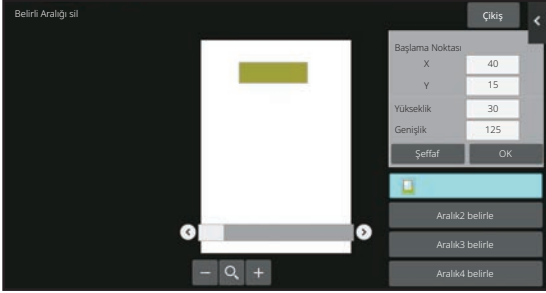 Belirli Aralığı sil
Çikiş
Başlama Noktası
X 40
Y 15
Yükseklik 30
Genişlik 125
Şeffaf OK
Aralık2 belirle
Aralık3 belirle
Aralık4 belirle